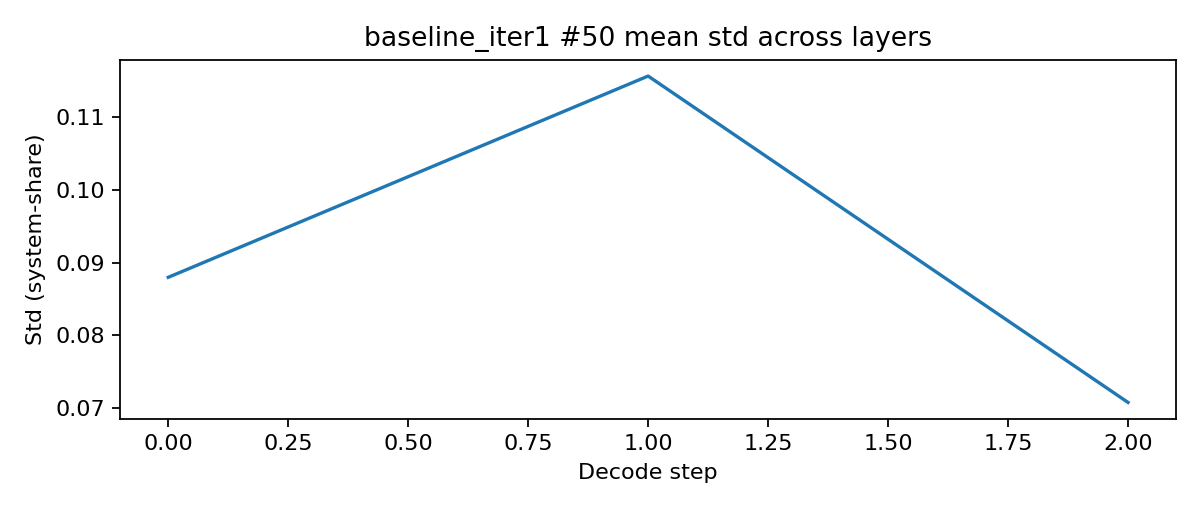 baseline_iter1 #50 mean std across layers
Std (system-share)
0.11
0.10
0.09
0.08
0.07
0.00 0.25 0.50 0.75 1.00 1.25 1.50 1.75 2.00
Decode step